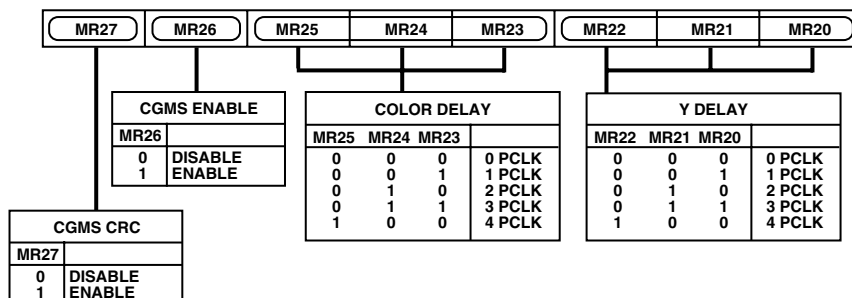 MR27 MR26 MR25 MR24 MR23 MR22 MR21 MR20
CGMS ENABLE
MR26
0 DISABLE
1 ENABLE
COLOR DELAY
MR25 MR24 MR23
0 0 0 0 PCLK
0 0 1 1 PCLK
0 1 0 2 PCLK
0 1 1 3 PCLK
1 0 0 4 PCLK
Y DELAY
MR22 MR21 MR20
0 0 0 0 PCLK
0 0 1 1 PCLK
0 1 0 2 PCLK
0 1 1 3 PCLK
1 0 0 4 PCLK
CGMS CRC
MR27
0 DISABLE
1 ENABLE